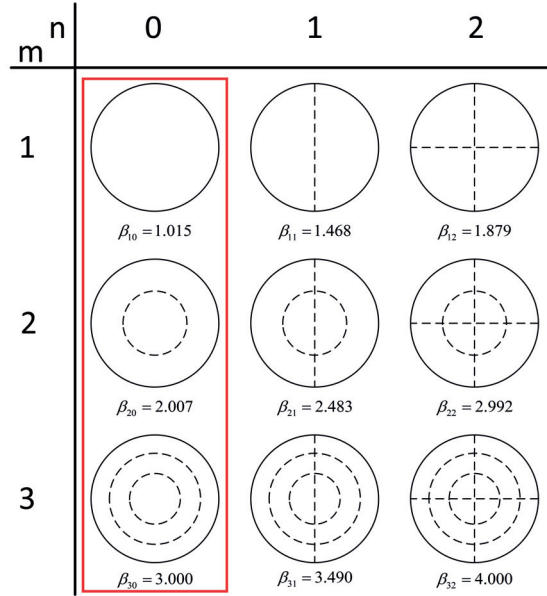 n 0 1 2
m
1
β10 = 1.015 β11 = 1.468 β12 = 1.879
2
β20 = 2.007 β21 = 2.483 β22 = 2.992
3
β30 = 3.000 β31 = 3.490 β32 = 4.000